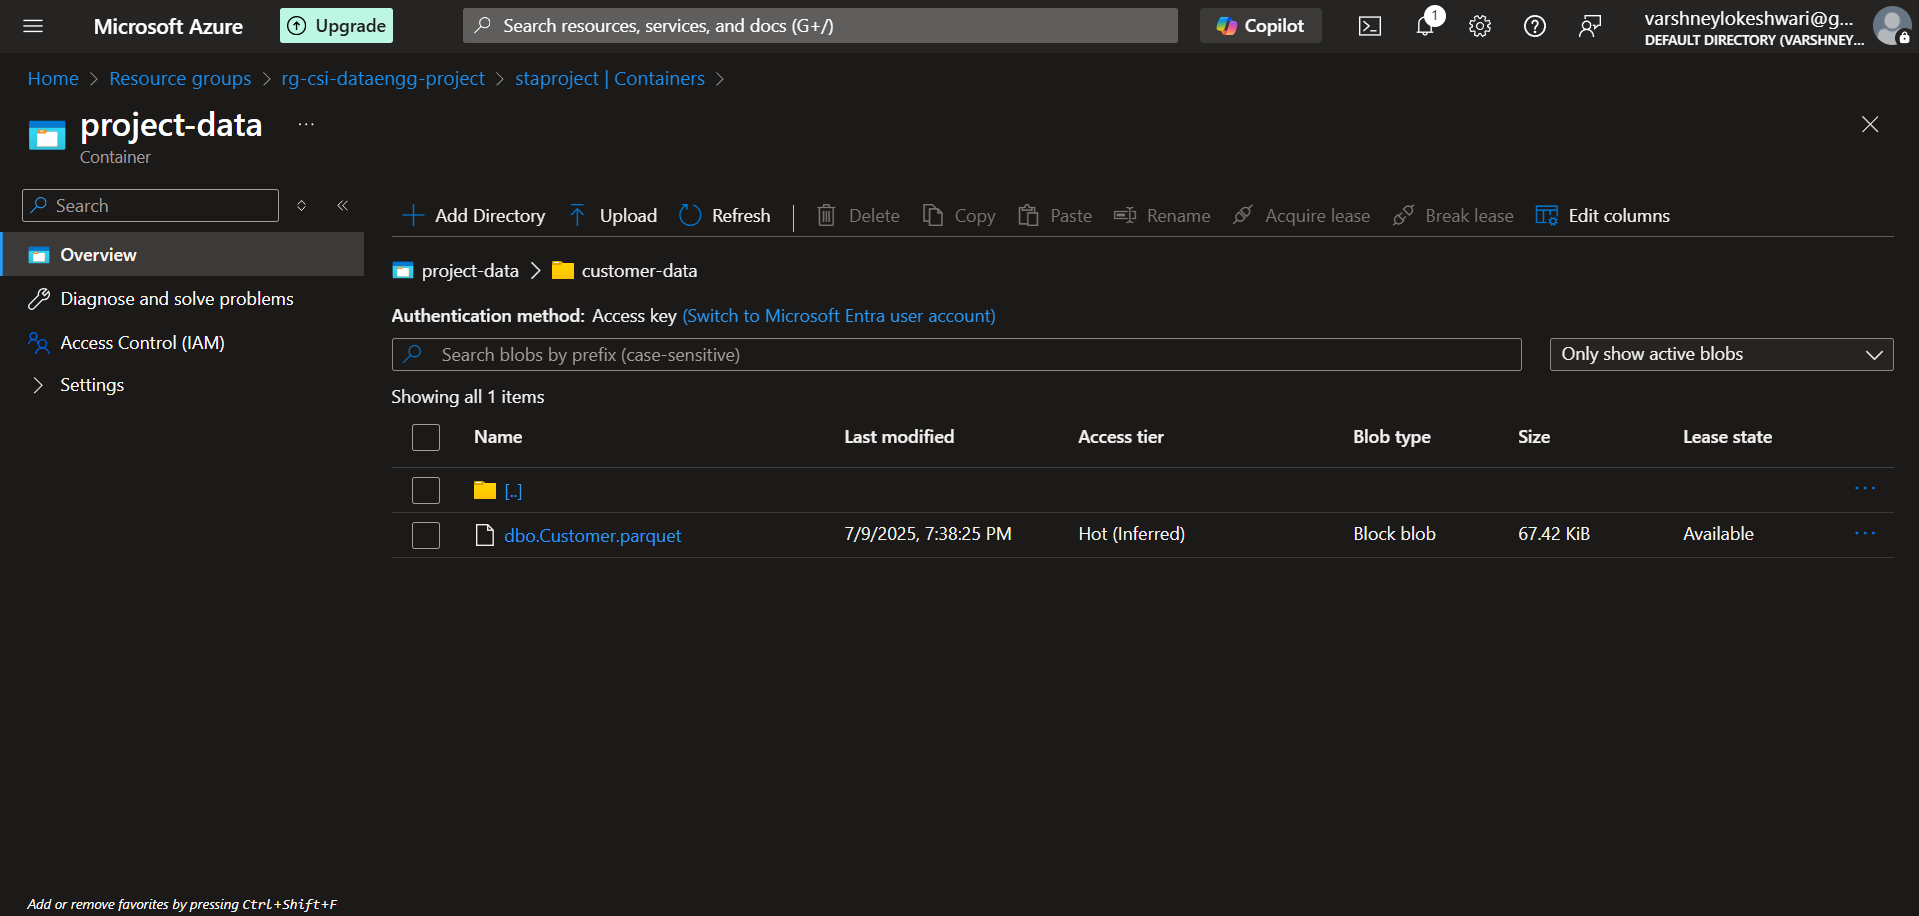 Microsoft Azure
Upgrade
Search resources, services, and docs (G+/)
Copilot
1
varshneylokeshwari@g...
DEFAULT DIRECTORY (VARSHNEY,...
Home > Resource groups > rg-csi-dataengg-project > staproject | Containers >
project-data ...
Container
Search
Overview
Diagnose and solve problems
Access Control (IAM)
Settings
Add Directory Upload Refresh Delete Copy Paste Rename Acquire lease Break lease Edit columns
project-data > customer-data
Authentication method: Access key (Switch to Microsoft Entra user account)
Search blobs by prefix (case-sensitive)
Only show active blobs
Showing all 1 items
Name Last modified Access tier Blob type Size Lease state
[..] ...
dbo.Customer.parquet 7/9/2025, 7:38:25 PM Hot (Inferred) Block blob 67.42 KiB Available ...
Add or remove favorites by pressing Ctrl+Shift+F